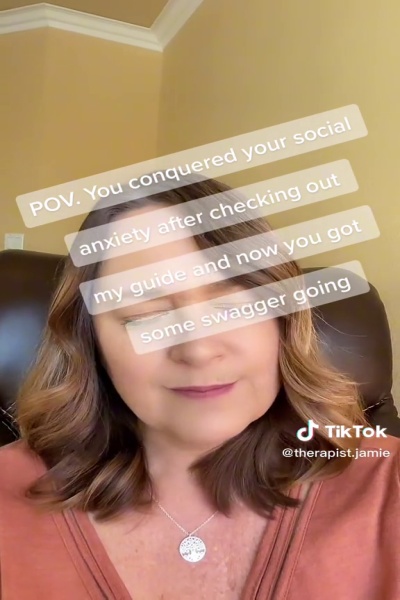 POV. You conquered your social
anxiety after checking out
my guide and now you got
some swagger going
TikTok
@therapist.jamie